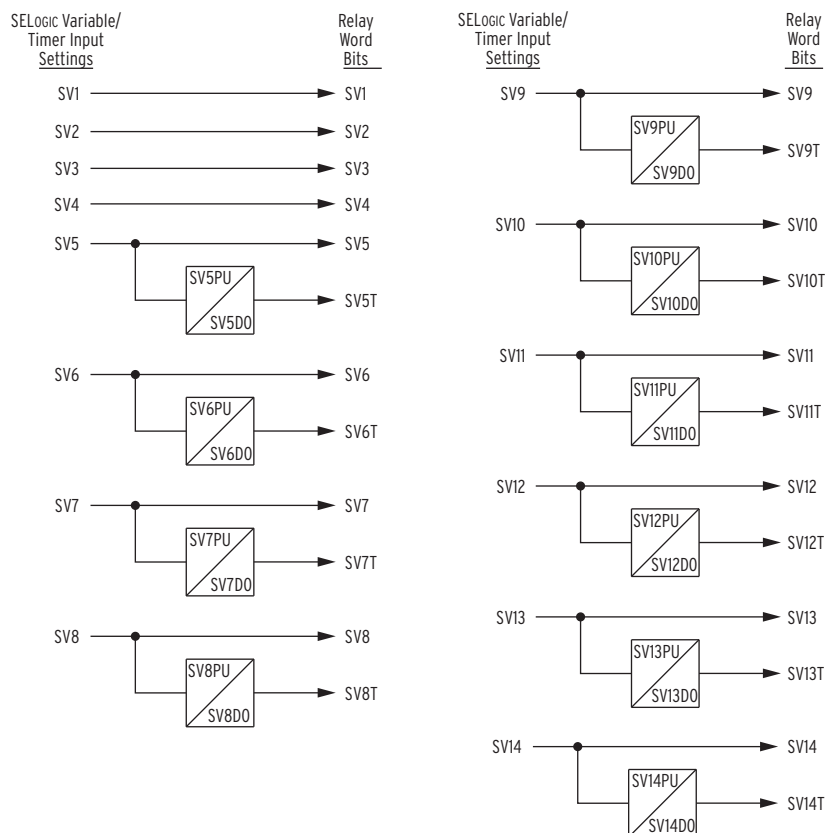 SELOGIC Variable/
Timer Input
Settings
Relay
Word
Bits
SV1
SV1
SV2
SV2
SV3
SV3
SV4
SV4
SV5
SV5
SV5PU
SV5DO
SV5T
SV6
SV6
SV6PU
SV6DO
SV6T
SV7
SV7
SV7PU
SV7DO
SV7T
SV8
SV8
SV8PU
SV8DO
SV8T
SELOGIC Variable/
Timer Input
Settings
Relay
Word
Bits
SV9
SV9
SV9PU
SV9DO
SV9T
SV10
SV10
SV10PU
SV10DO
SV10T
SV11
SV11
SV11PU
SV11DO
SV11T
SV12
SV12
SV12PU
SV12DO
SV12T
SV13
SV13
SV13PU
SV13DO
SV13T
SV14
SV14
SV14PU
SV14DO
SV14T